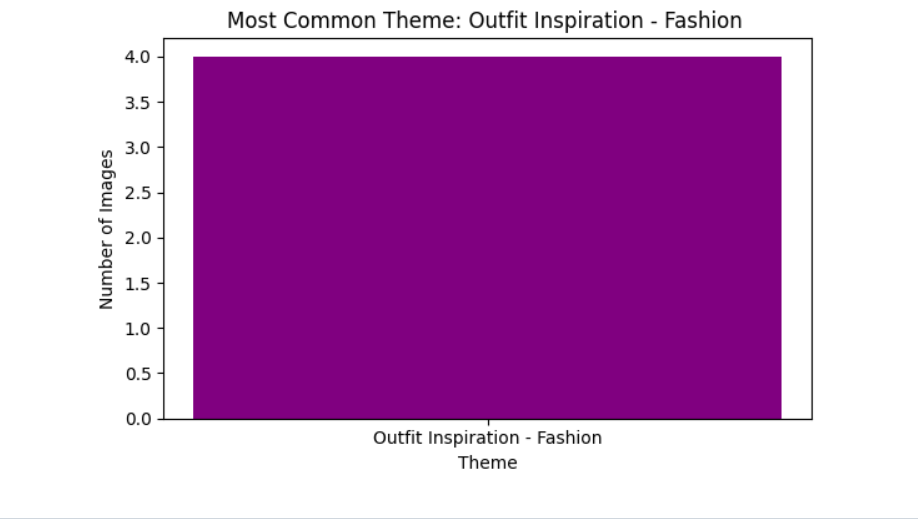 Most Common Theme: Outfit Inspiration - Fashion
4.0
3.5
3.0
2.5
2.0
1.5
1.0
0.5
0.0
Number of Images
Outfit Inspiration - Fashion
Theme